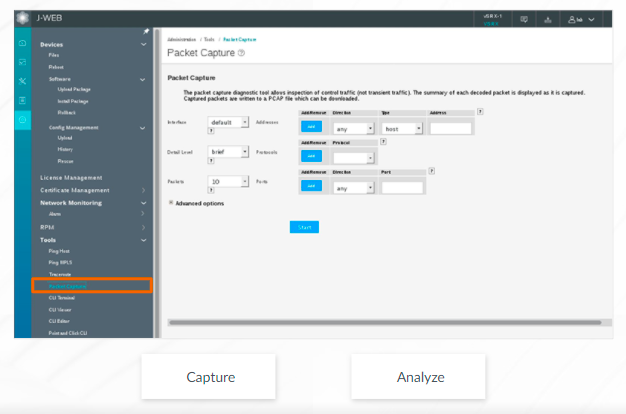 J-WEB
vSRX-1
Administration / Tools / Packet Capture
Packet Capture
Devices
Files
Reboot
Software
Upload Package
Install Package
Rollback
Config Management
Upload
History
Rescue
Licence Management
Certificate Management
Network Monitoring
Alarm
RPM
Tools
Ping Host
Ping MPLS
Traceroute
Packet Capture
CLI Terminal
CLI Viewer
CLI Editor
Point and Click CLI
Packet Capture
The packet capture diagnostic tool allows inspection of control traffic (not transient traffic). The summary of each decoded packet is displayed as it is captured.
Captured packets are written to a PCAP file which can be downloaded.
Add/Remove Direction Type Address ?
Interface default ? Addresses Add any host
Add/Remove Protocol ?
Detail Level brief ? Protocols Add
Add/Remove Direction Port ?
Packets 10 ? Ports Add any
Advanced options
Start
Capture
Analyze